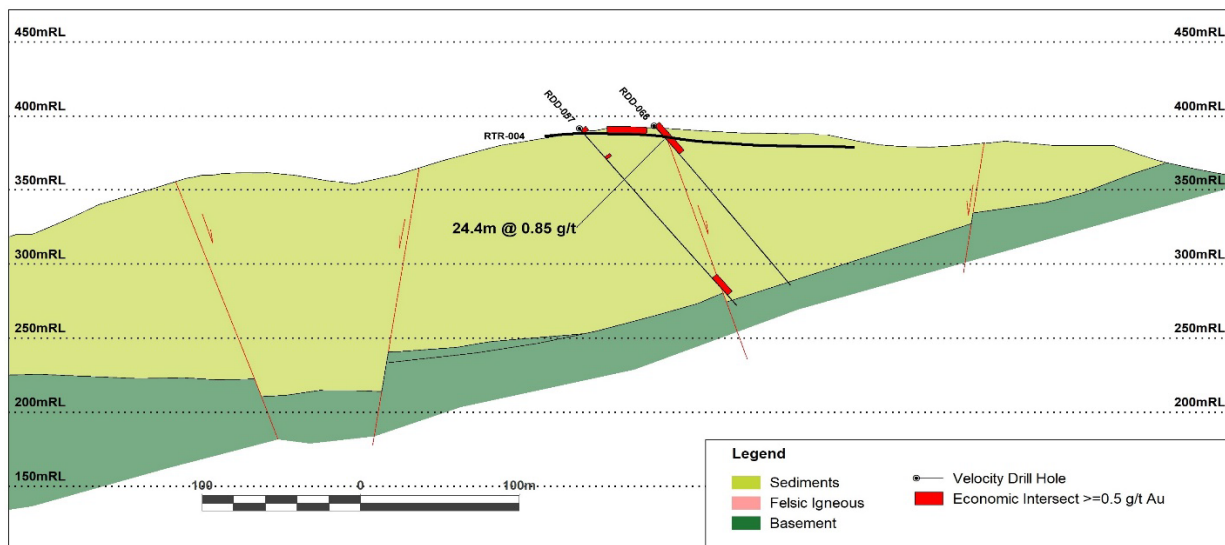 450mRL 450mRL
400mRL 400mRL
RDD-057 RDD-066
RTR-004
350mRL 350mRL
24.4m @ 0.85 g/t
300mRL 300mRL
250mRL 250mRL
200mRL 200mRL
Legend
Sediments Velocity Drill Hole
Felsic Igneous Economic Intersect >=0.5 g/t Au
Basement
150mRL
100 0 100m